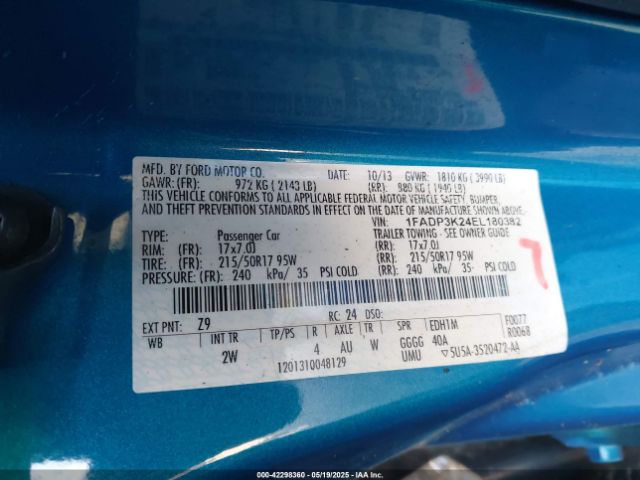 MFD. BY FORD MOTOR CO.
DATE: 10/13 GVWR: 1810 KG ( 3990 LB)
GAWR: (FR): 972 KG ( 2143 LB) (RR): 880 KG ( 1940 LB)
THIS VEHICLE CONFORMS TO ALL APPLICABLE FEDERAL MOTOR VEHICLE SAFETY, BUMPER,
AND THEFT PREVENTION STANDARDS IN EFFECT ON THE DATE OF MANUFACTURE SHOWN ABOVE.
VIN: 1FADP3K24EL180382
TYPE: Passenger Car TRAILER TOWING - SEE OWNER GUIDE
RIM: (FR): 17x7.0J (RR): 17x7.0J
TIRE: (FR): 215/50R17 95W (RR): 215/50R17 95W
PRESSURE: (FR): 240 kPa/ 35 PSI COLD (RR): 240 kPa/ 35 PSI COLD
7
EXT PNT: Z9 RC: 24 DSO: F0077
WB INT TR TP/PS R AXLE TR SPR EDH1M R0068
2W 4 AU W GGGG 40A
1201310048129 UMU ▽5U5A-3520472-AA
000-42298360 - 05/19/2025 - IAAI.COM